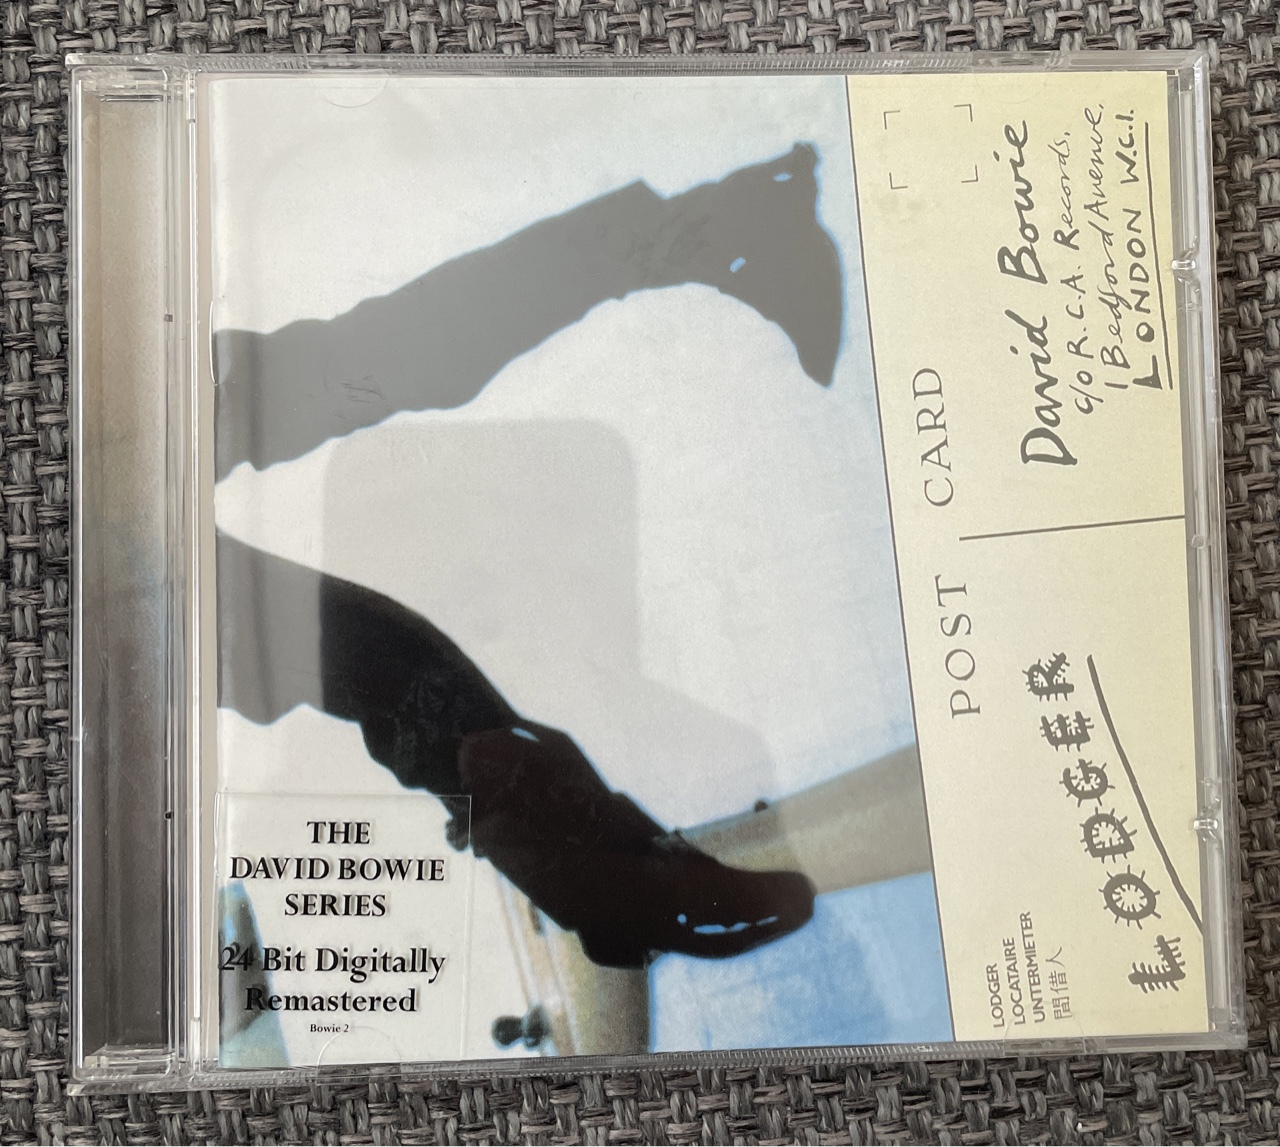 THE
DAVID BOWIE
SERIES
24 Bit Digitally
Remastered
Bowie 2
POST CARD
LODGER
LOCATAIRE
UNTERMIETER
間借人
LODGER
David Bowie
c/o R.C.A. Records,
1 Bedford Avenue,
LONDON W.C.1.